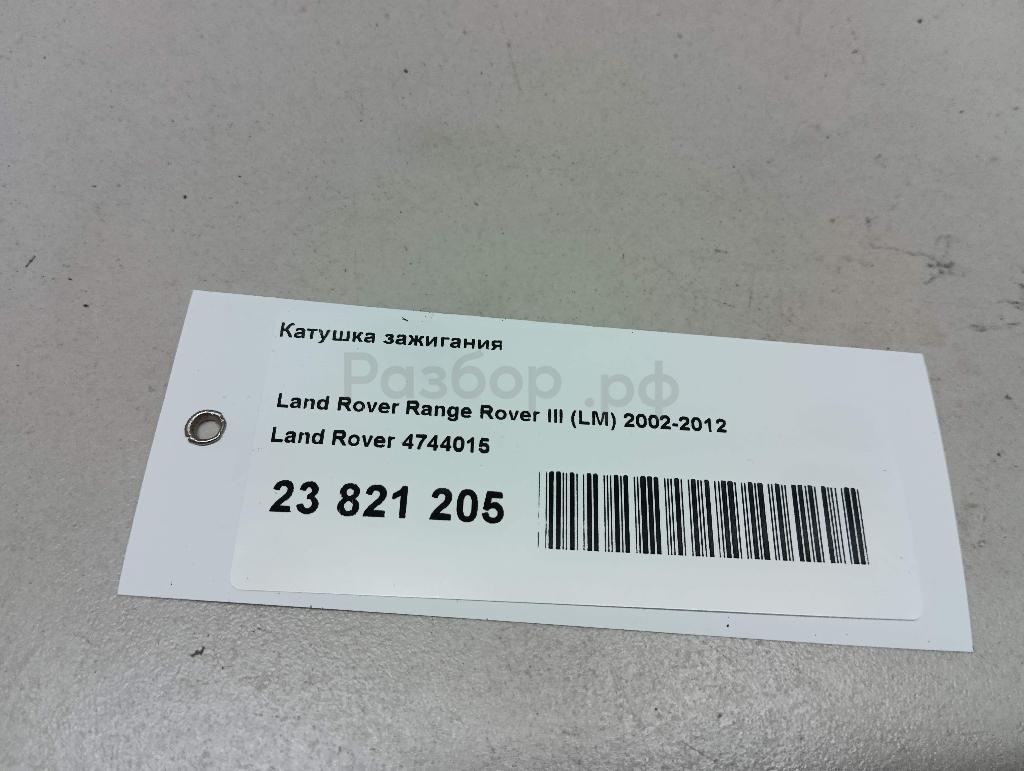 Катушка зажигания
Разбор.рф
Land Rover Range Rover III (LM) 2002-2012
Land Rover 4744015
23 821 205